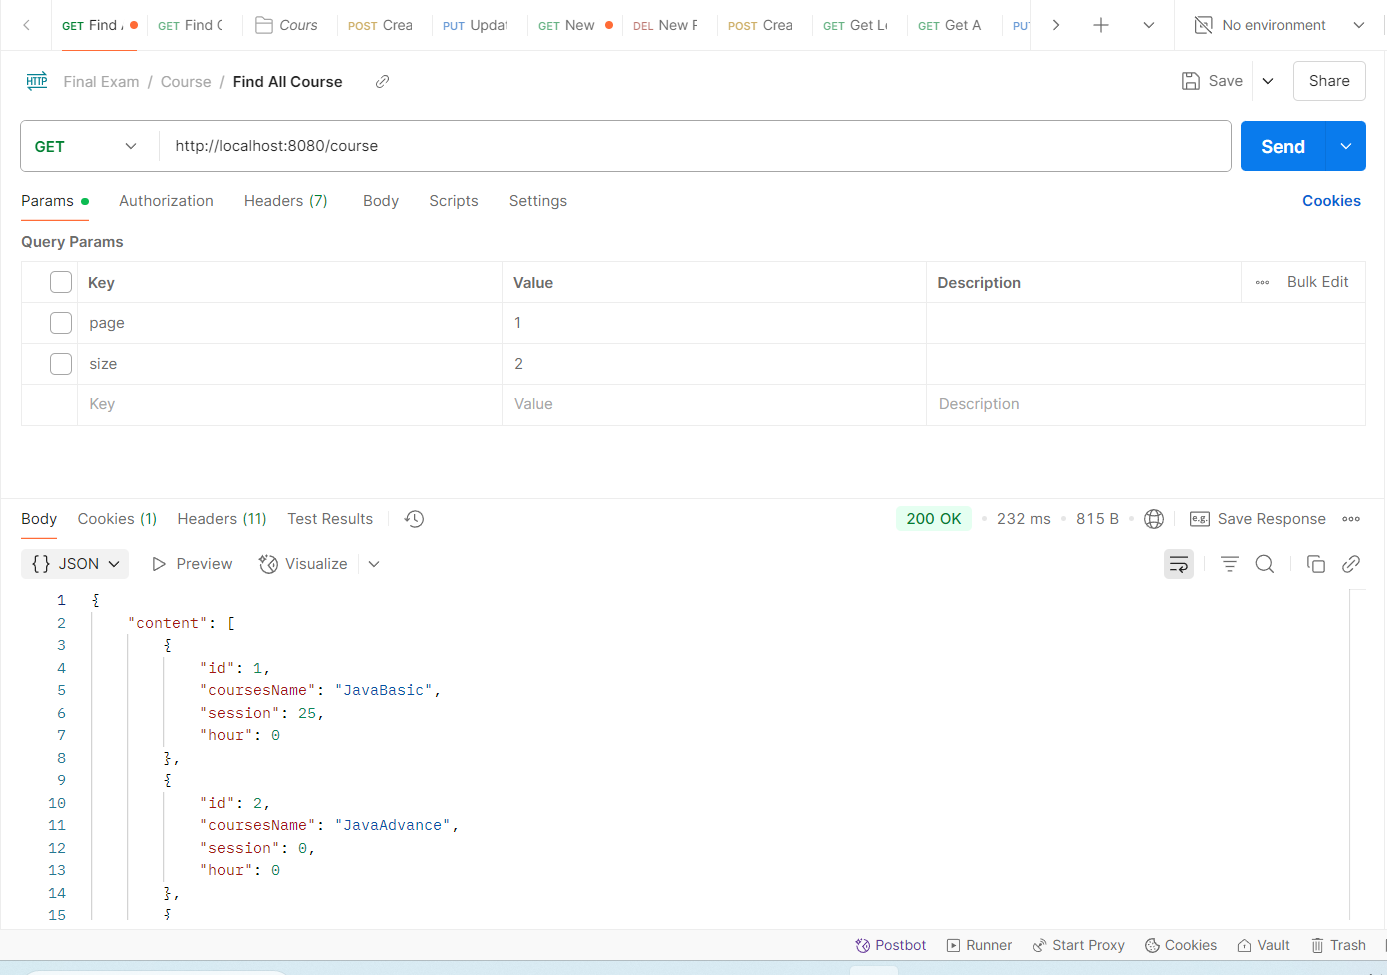 GET Find A GET Find C Cours POST Crea PUT Updat GET New DEL New F POST Crea GET Get Le GET Get A PU No environment
HTTP Final Exam / Course / Find All Course Save Share
GET http://localhost:8080/course Send
Params Authorization Headers (7) Body Scripts Settings Cookies
Query Params
Key Value Description Bulk Edit
page 1
size 2
Key Value Description
Body Cookies (1) Headers (11) Test Results 200 OK 232 ms 815 B e.g. Save Response
{} JSON Preview Visualize
1 {
2 "content": [
3 {
4 "id": 1,
5 "coursesName": "JavaBasic",
6 "session": 25,
7 "hour": 0
8 },
9 {
10 "id": 2,
11 "coursesName": "JavaAdvance",
12 "session": 0,
13 "hour": 0
14 },
15 {
Postbot Runner Start Proxy Cookies Vault Trash